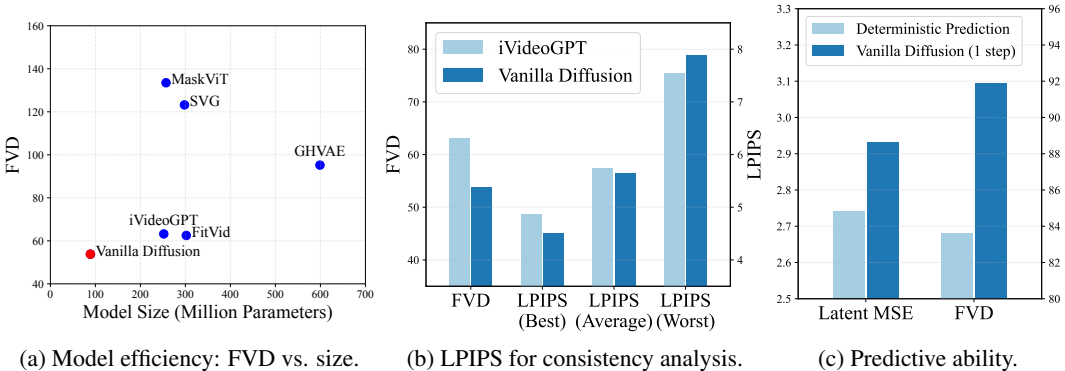 160
140
120
100
80
60
40
FVD
MaskViT
SVG
GHVAE
iVideoGPT
FitVid
Vanilla Diffusion
0 100 200 300 400 500 600 700
Model Size (Million Parameters)
(a) Model efficiency: FVD vs. size.
iVideoGPT
Vanilla Diffusion
80
70
60
50
40
FVD
8
7
6
5
4
LPIPS
FVD LPIPS LPIPS LPIPS
(Best) (Average) (Worst)
(b) LPIPS for consistency analysis.
Deterministic Prediction
Vanilla Diffusion (1 step)
3.3
3.2
3.1
3.0
2.9
2.8
2.7
2.6
2.5
96
94
92
90
88
86
84
82
80
Latent MSE FVD
(c) Predictive ability.